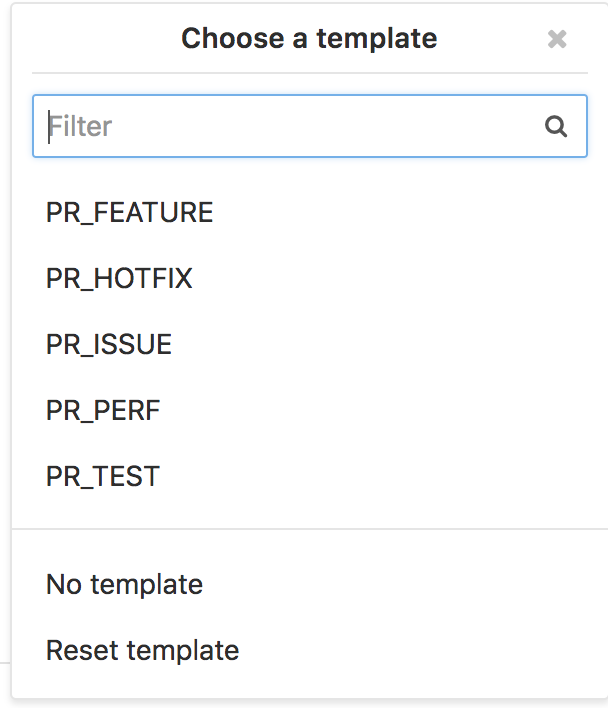 Choose a template
Filter
PR_FEATURE
PR_HOTFIX
PR_ISSUE
PR_PERF
PR_TEST
No template
Reset template